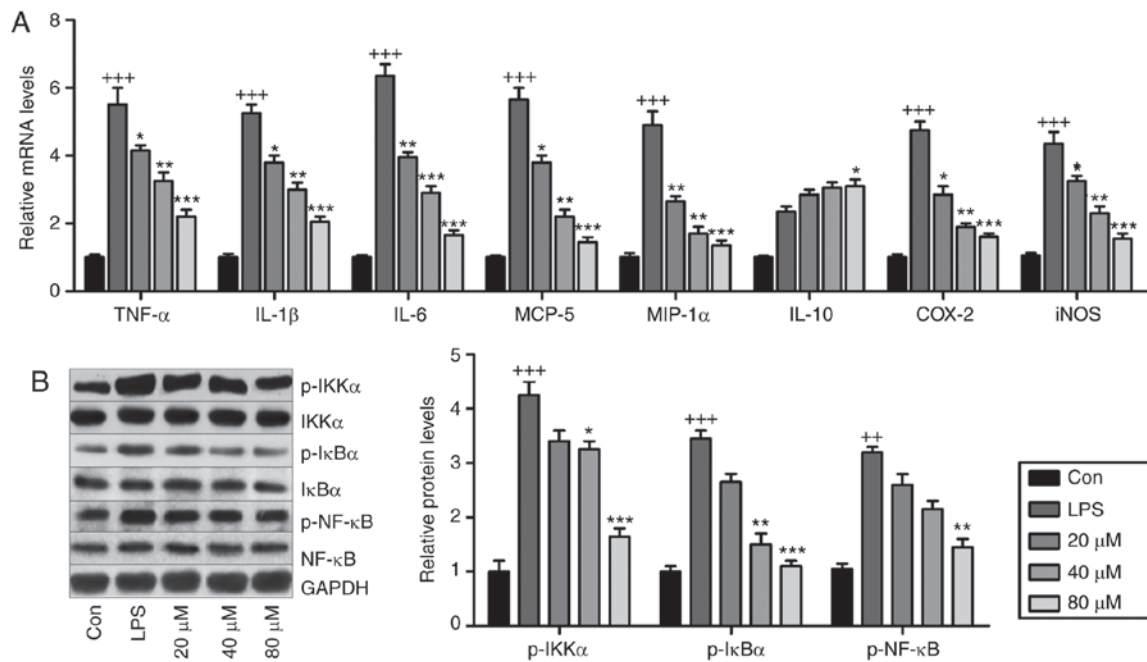 A
Relative mRNA levels
8
6
4
2
0
+++ * ** ***
+++ * ** ***
+++ ** ** ***
+++ * ** ***
+++ ** ** ***
*
+++ * ** ***
+++ * ** ***
TNF-α IL-1β IL-6 MCP-5 MIP-1α IL-10 COX-2 iNOS
B
p-IKKα
IKKα
p-IκBα
IκBα
p-NF-κB
NF-κB
GAPDH
Con LPS 20 μM 40 μM 80 μM
Relative protein levels
5
4
3
2
1
0
+++ * ***
+++ ** ***
++ **
p-IKKα p-IκBα p-NF-κB
Con
LPS
20 μM
40 μM
80 μM